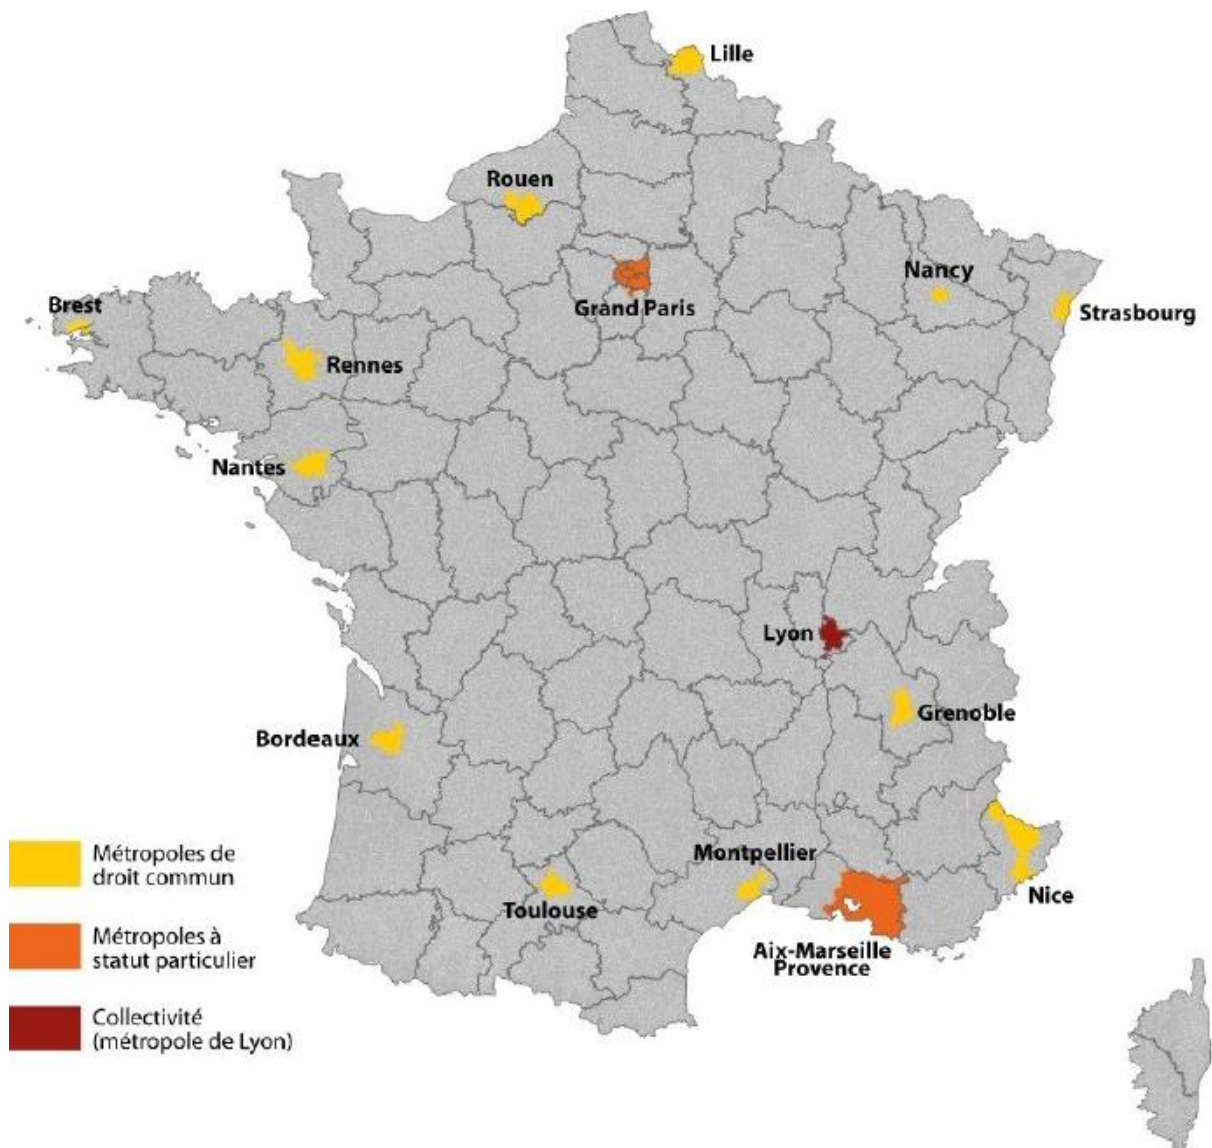 Lille
Rouen
Nancy
Grand Paris
Brest
Strasbourg
Rennes
Nantes
Lyon
Grenoble
Bordeaux
Métropoles de
droit commun
Montpellier
Nice
Toulouse
Métropoles à
statut particulier
Aix-Marseille
Provence
Collectivité
(métropole de Lyon)